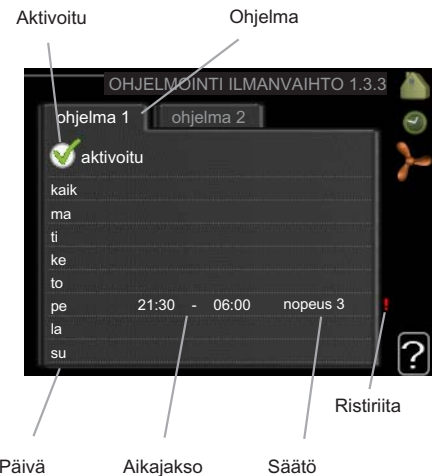 Aktivoitu Ohjelma
OHJELMOINTI ILMANVAIHTO 1.3.3
ohjelma 1 ohjelma 2
aktivoitu
kaik
ma
ti
ke
to
pe 21:30 - 06:00 nopeus 3 !
la
su
?
Ristiriita
Päivä Aikajakso Säätö